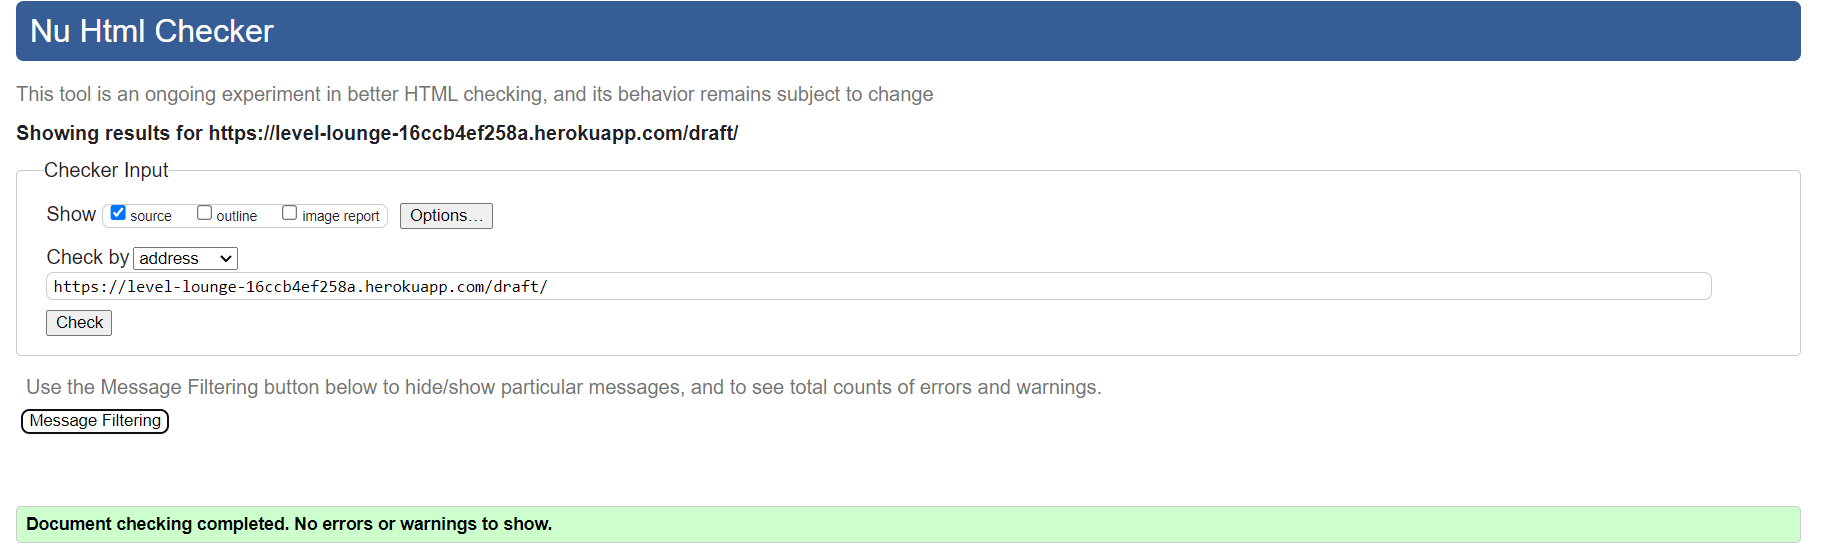 Nu Html Checker
This tool is an ongoing experiment in better HTML checking, and its behavior remains subject to change
Showing results for https://level-lounge-16ccb4ef258a.herokuapp.com/draft/
Checker Input
Show source outline image report Options...
Check by address
https://level-lounge-16ccb4ef258a.herokuapp.com/draft/
Check
Use the Message Filtering button below to hide/show particular messages, and to see total counts of errors and warnings.
Message Filtering
Document checking completed. No errors or warnings to show.